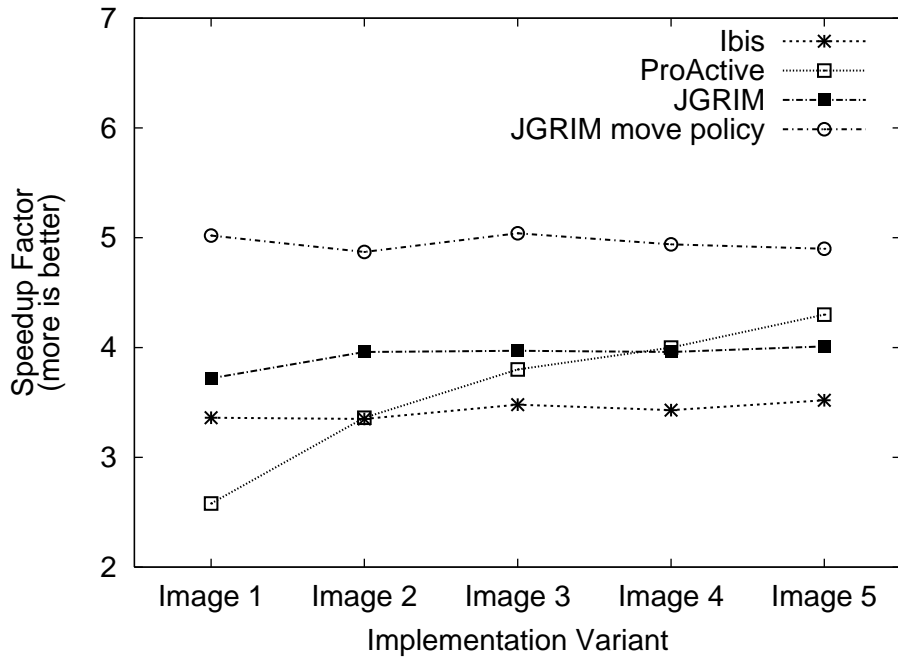 7
6
5
4
3
2
Speedup Factor
(more is better)
Ibis
ProActive
JGRIM
JGRIM move policy
Image 1 Image 2 Image 3 Image 4 Image 5
Implementation Variant